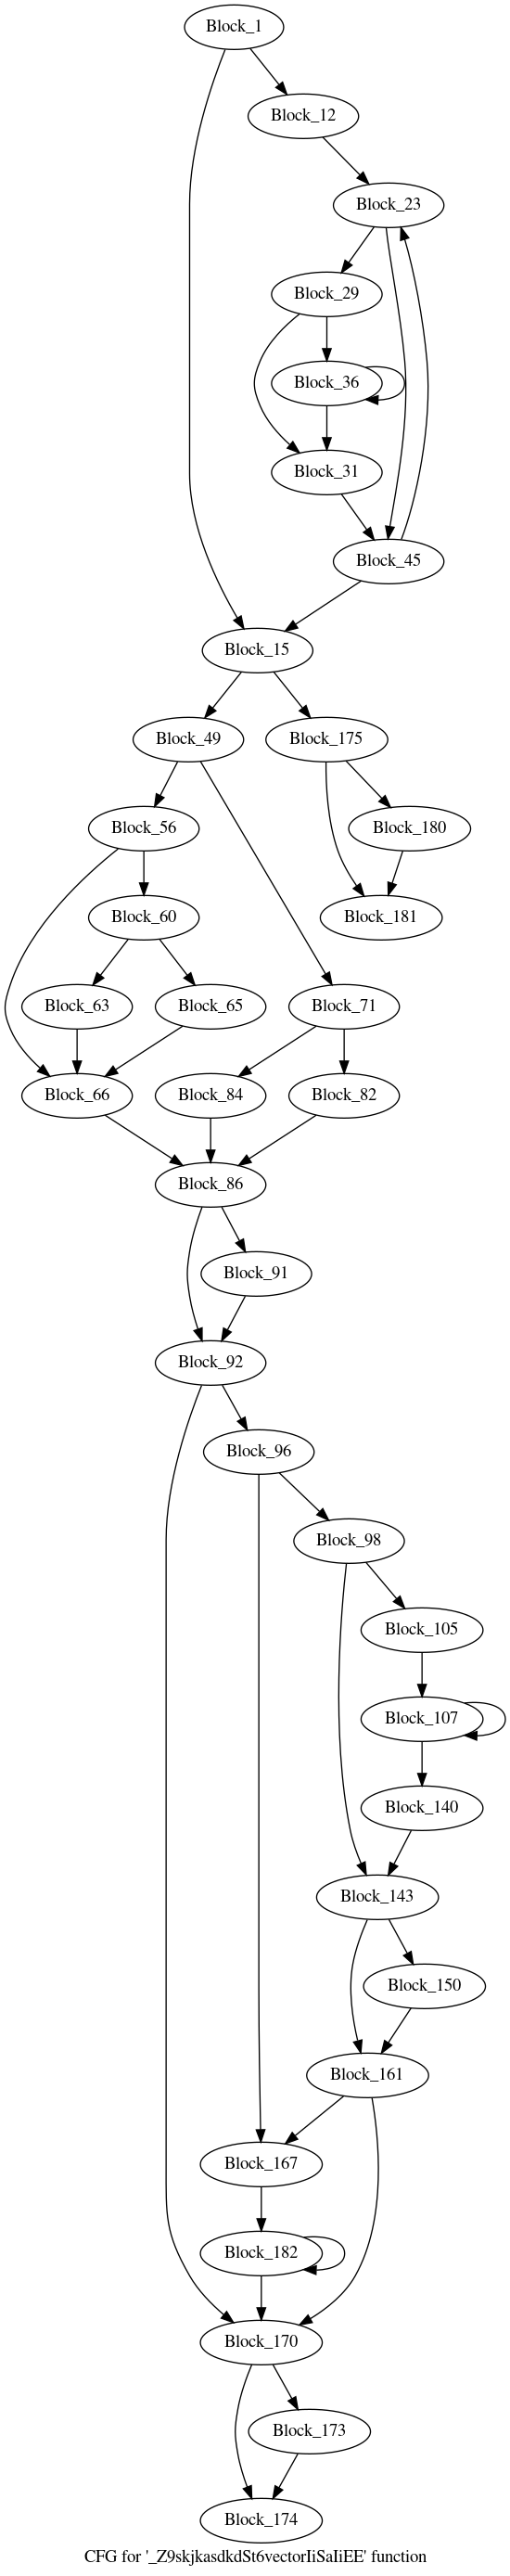 Block_1
Block_12
Block_23
Block_29
Block_36
Block_31
Block_45
Block_15
Block_49
Block_175
Block_56
Block_180
Block_60
Block_181
Block_63
Block_65
Block_71
Block_66
Block_84
Block_82
Block_86
Block_91
Block_92
Block_96
Block_98
Block_105
Block_107
Block_140
Block_143
Block_150
Block_161
Block_167
Block_182
Block_170
Block_173
Block_174
CFG for '_Z9skjkasdkdSt6vectorIiSaIiEE' function